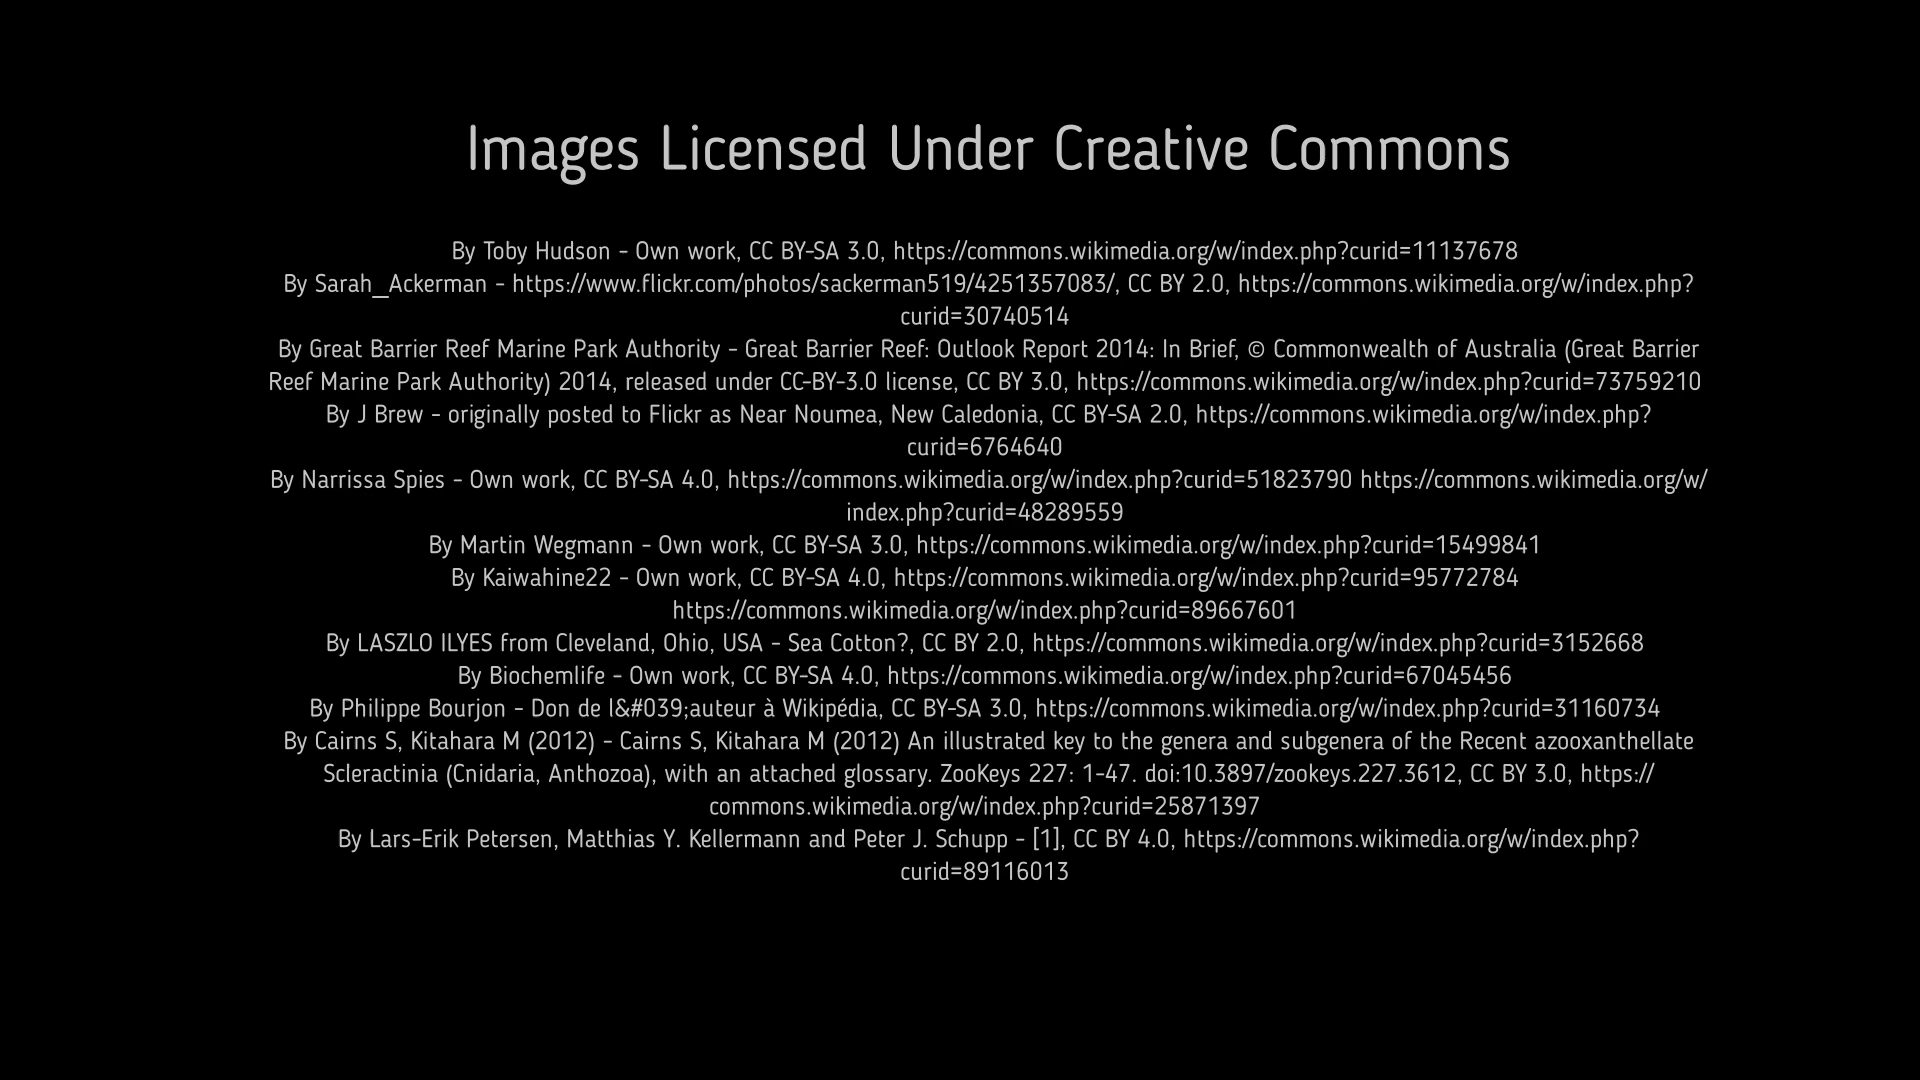 Images Licensed Under Creative Commons
By Toby Hudson - Own work, CC BY-SA 3.0, https://commons.wikimedia.org/w/index.php?curid=11137678
By Sarah_Ackerman - https://www.flickr.com/photos/sackerman519/4251357083/, CC BY 2.0, https://commons.wikimedia.org/w/index.php?
curid=30740514
By Great Barrier Reef Marine Park Authority - Great Barrier Reef: Outlook Report 2014: In Brief, © Commonwealth of Australia (Great Barrier
Reef Marine Park Authority) 2014, released under CC-BY-3.0 license, CC BY 3.0, https://commons.wikimedia.org/w/index.php?curid=73759210
By J Brew - originally posted to Flickr as Near Noumea, New Caledonia, CC BY-SA 2.0, https://commons.wikimedia.org/w/index.php?
curid=6764640
By Narrissa Spies - Own work, CC BY-SA 4.0, https://commons.wikimedia.org/w/index.php?curid=51823790 https://commons.wikimedia.org/w/
index.php?curid=48289559
By Martin Wegmann - Own work, CC BY-SA 3.0, https://commons.wikimedia.org/w/index.php?curid=15499841
By Kaiwahine22 - Own work, CC BY-SA 4.0, https://commons.wikimedia.org/w/index.php?curid=95772784
https://commons.wikimedia.org/w/index.php?curid=89667601
By LASZLO ILYES from Cleveland, Ohio, USA - Sea Cotton?, CC BY 2.0, https://commons.wikimedia.org/w/index.php?curid=3152668
By Biochemlife - Own work, CC BY-SA 4.0, https://commons.wikimedia.org/w/index.php?curid=67045456
By Philippe Bourjon - Don de l&#039;auteur à Wikipédia, CC BY-SA 3.0, https://commons.wikimedia.org/w/index.php?curid=31160734
By Cairns S, Kitahara M (2012) - Cairns S, Kitahara M (2012) An illustrated key to the genera and subgenera of the Recent azooxanthellate
Scleractinia (Cnidaria, Anthozoa), with an attached glossary. ZooKeys 227: 1-47. doi:10.3897/zookeys.227.3612, CC BY 3.0, https://
commons.wikimedia.org/w/index.php?curid=25871397
By Lars-Erik Petersen, Matthias Y. Kellermann and Peter J. Schupp - [1], CC BY 4.0, https://commons.wikimedia.org/w/index.php?
curid=89116013